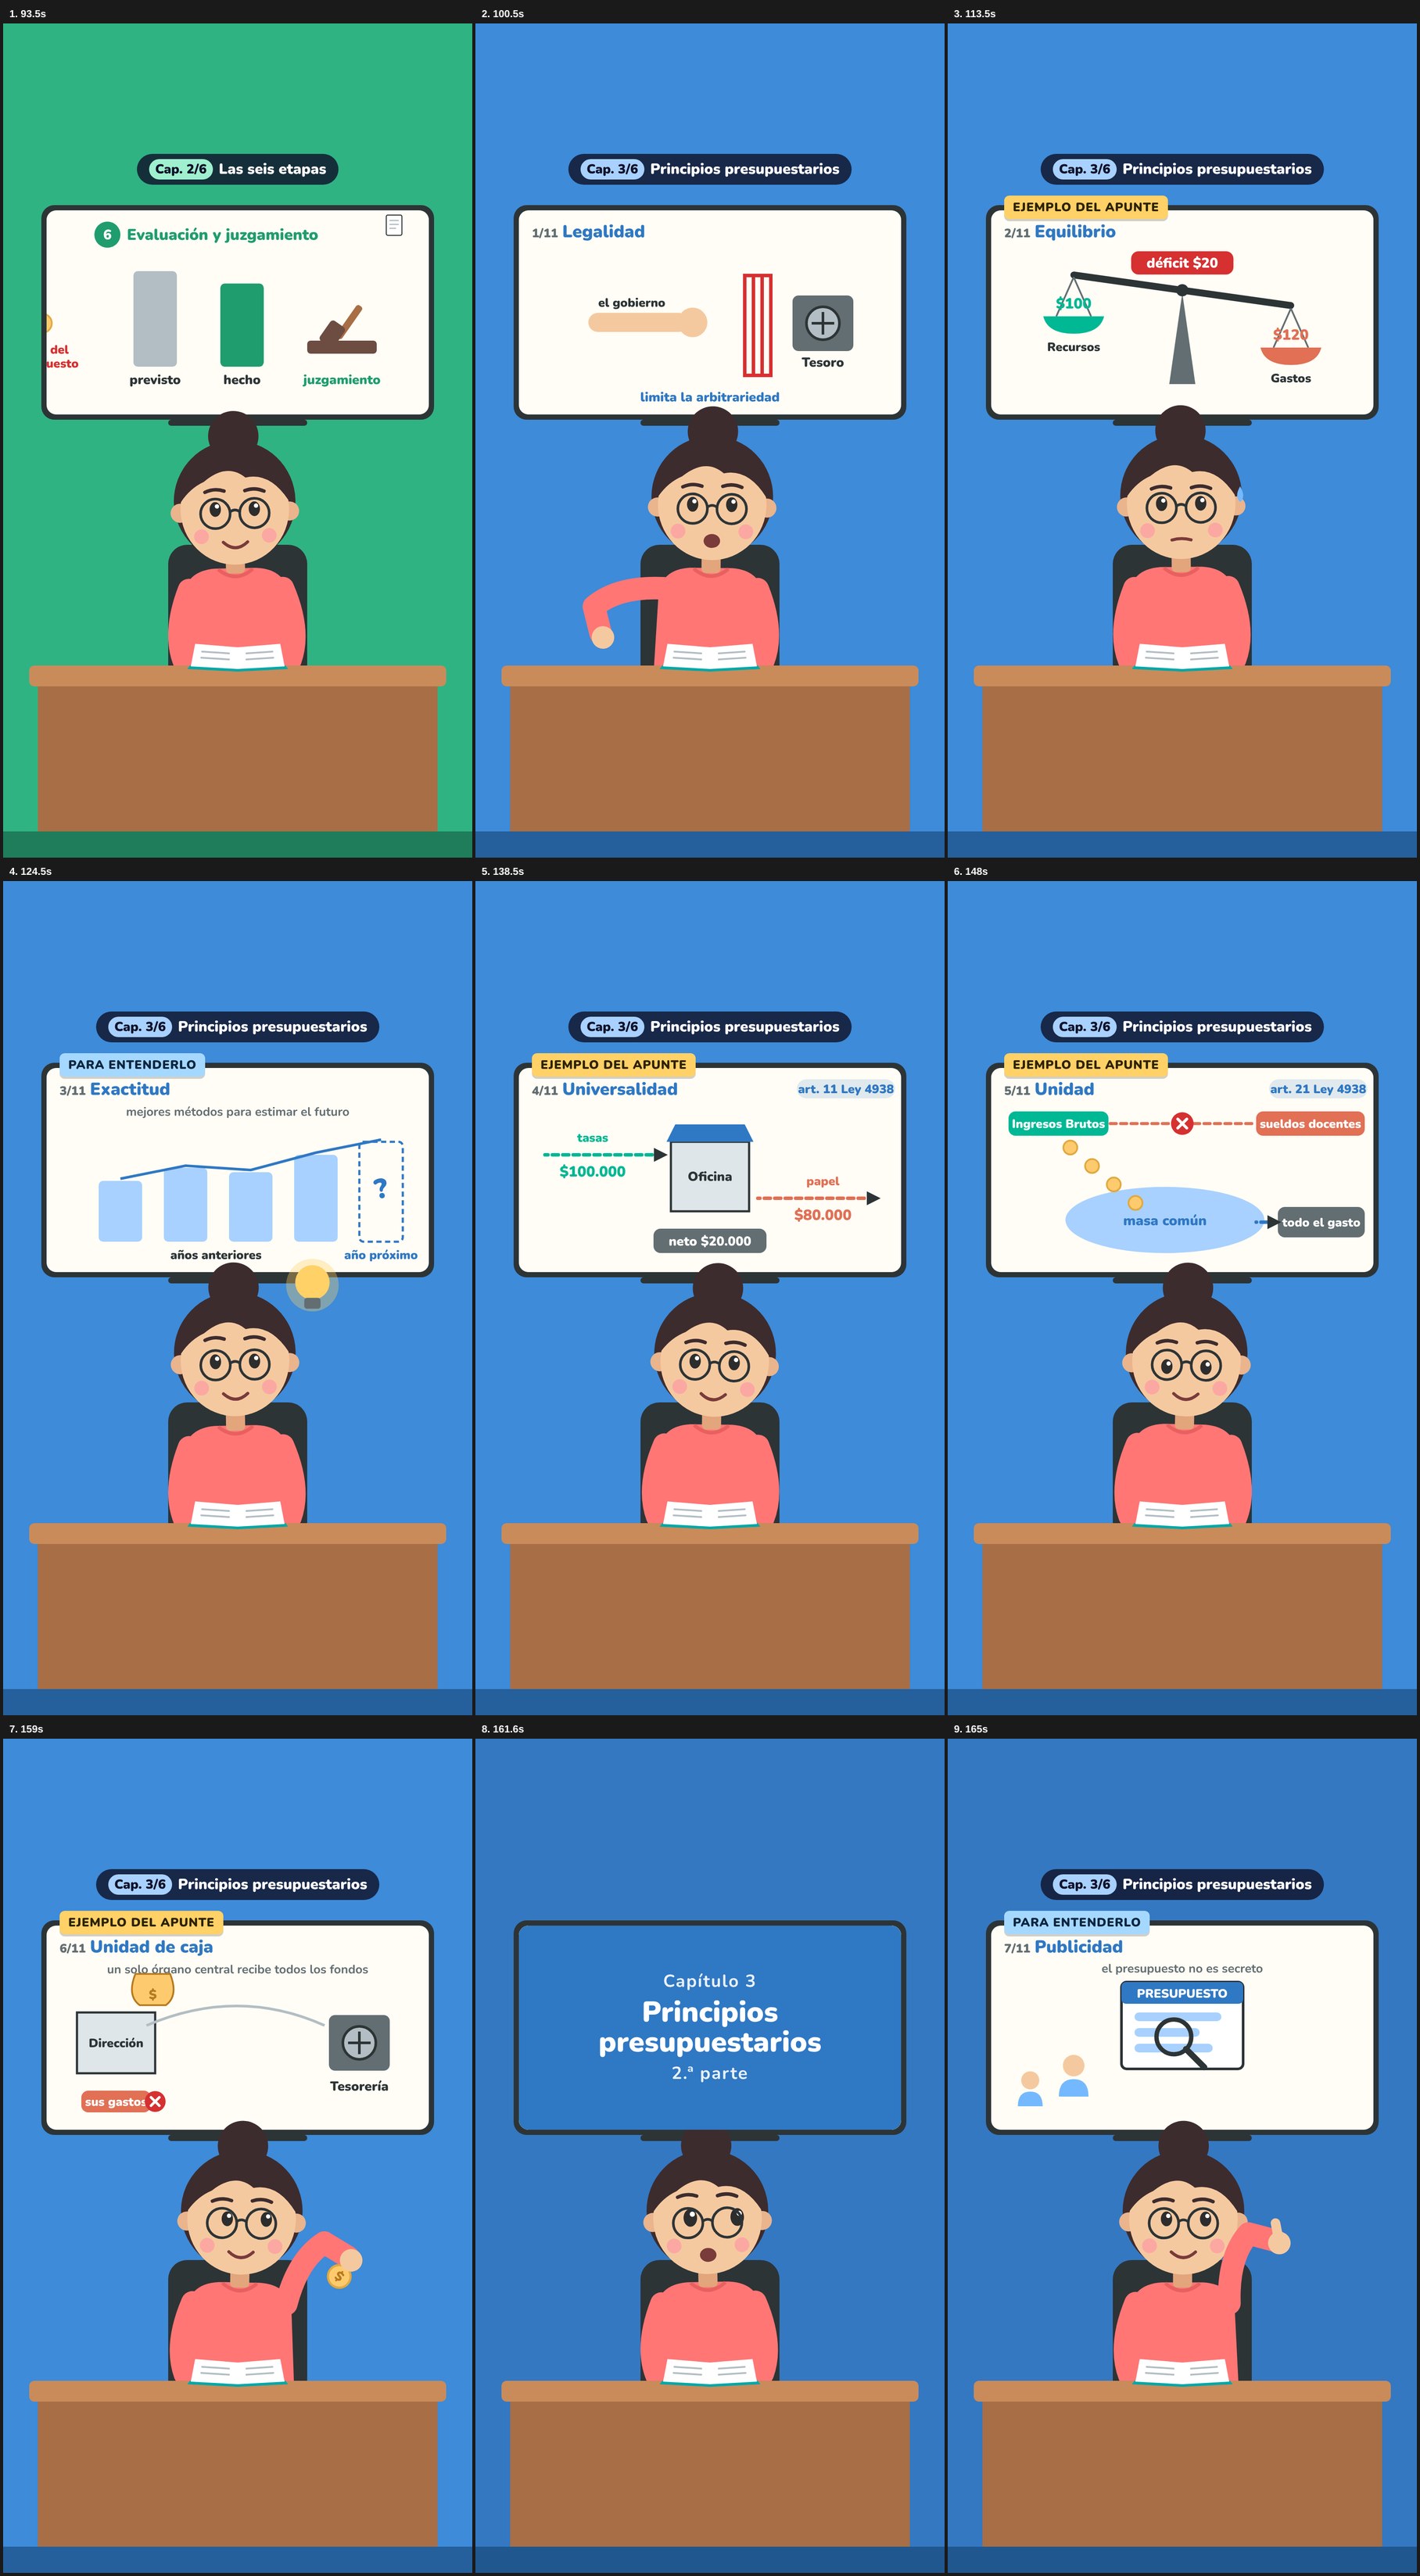 1. 93.5s
Cap. 2/6 Las seis etapas
6 Evaluación y juzgamiento
del
uesto
previsto
hecho
juzgamiento
2. 100.5s
Cap. 3/6 Principios presupuestarios
1/11 Legalidad
el gobierno
Tesoro
limita la arbitrariedad
3. 113.5s
Cap. 3/6 Principios presupuestarios
EJEMPLO DEL APUNTE
2/11 Equilibrio
déficit $20
$100
Recursos
$120
Gastos
4. 124.5s
Cap. 3/6 Principios presupuestarios
PARA ENTENDERLO
3/11 Exactitud
mejores métodos para estimar el futuro
?
años anteriores
año próximo
5. 138.5s
Cap. 3/6 Principios presupuestarios
EJEMPLO DEL APUNTE
4/11 Universalidad
art. 11 Ley 4938
tasas
$100.000
Oficina
papel
$80.000
neto $20.000
6. 148s
Cap. 3/6 Principios presupuestarios
EJEMPLO DEL APUNTE
5/11 Unidad
art. 21 Ley 4938
Ingresos Brutos
sueldos docentes
masa común
todo el gasto
7. 159s
Cap. 3/6 Principios presupuestarios
EJEMPLO DEL APUNTE
6/11 Unidad de caja
un solo órgano central recibe todos los fondos
$
Dirección
Tesorería
sus gastos
$
8. 161.6s
Capítulo 3
Principios
presupuestarios
2.ª parte
9. 165s
Cap. 3/6 Principios presupuestarios
PARA ENTENDERLO
7/11 Publicidad
el presupuesto no es secreto
PRESUPUESTO